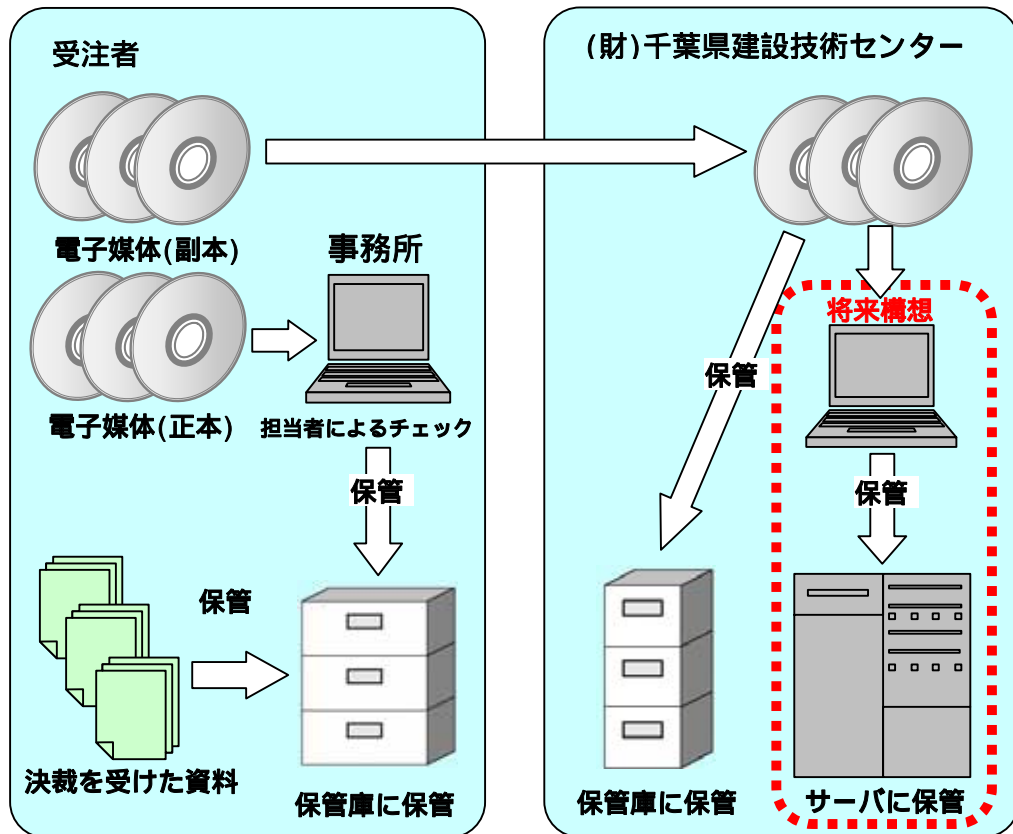 受注者
電子媒体(副本)
事務所
電子媒体(正本)
担当者によるチェック
保管
保管
決裁を受けた資料
保管庫に保管
(財)千葉県建設技術センター
将来構想
保管
保管
保管庫に保管
サーバに保管